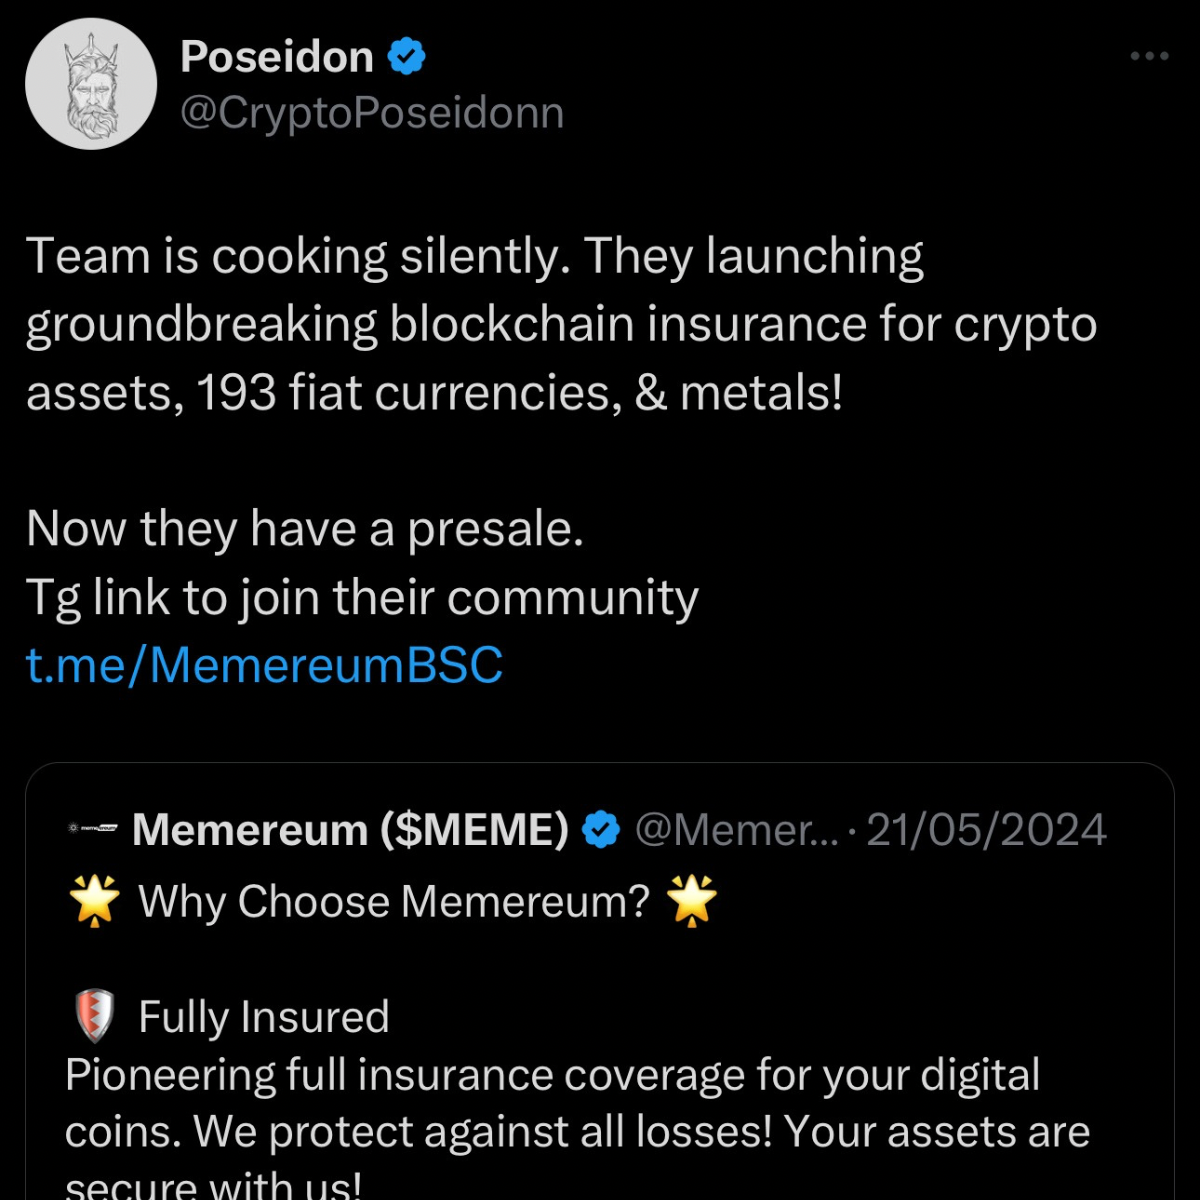 Poseidon
@CryptoPoseidonn
Team is cooking silently. They launching
groundbreaking blockchain insurance for crypto
assets, 193 fiat currencies, & metals!
Now they have a presale.
Tg link to join their community
t.me/MemereumBSC
Memereum ($MEME) @Memer... · 21/05/2024
🌟 Why Choose Memereum? 🌟
Fully Insured
Pioneering full insurance coverage for your digital
coins. We protect against all losses! Your assets are
secure with us!